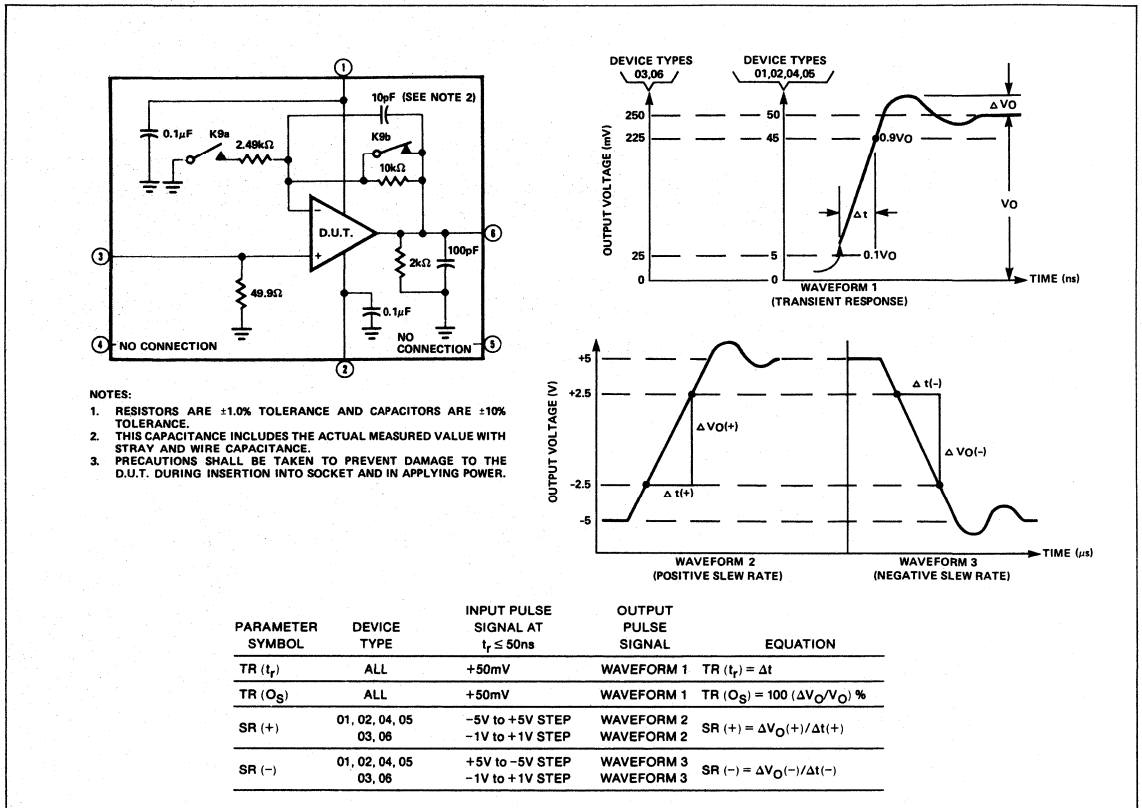 1
10pF (SEE NOTE 2)
0.1µF
K9a
2.49kΩ
K9b
10kΩ
−
D.U.T.
+
6
3
2kΩ
100pF
49.9Ω
0.1µF
4 NO CONNECTION
NO CONNECTION 5
2
NOTES:
1. RESISTORS ARE ±1.0% TOLERANCE AND CAPACITORS ARE ±10%
TOLERANCE.
2. THIS CAPACITANCE INCLUDES THE ACTUAL MEASURED VALUE WITH
STRAY AND WIRE CAPACITANCE.
3. PRECAUTIONS SHALL BE TAKEN TO PREVENT DAMAGE TO THE
D.U.T. DURING INSERTION INTO SOCKET AND IN APPLYING POWER.
DEVICE TYPES
03,06
DEVICE TYPES
01,02,04,05
OUTPUT VOLTAGE (mV)
250
225
25
0
50
45
5
0
Δ VO
0.9VO
VO
Δt
0.1VO
TIME (ns)
WAVEFORM 1
(TRANSIENT RESPONSE)
OUTPUT VOLTAGE (V)
+5
+2.5
−2.5
−5
Δ VO(+)
Δ t(+)
Δ t(-)
Δ VO(-)
TIME (µs)
WAVEFORM 2
(POSITIVE SLEW RATE)
WAVEFORM 3
(NEGATIVE SLEW RATE)
PARAMETER SYMBOL DEVICE TYPE INPUT PULSE SIGNAL AT tr ≤ 50ns OUTPUT PULSE SIGNAL EQUATION
TR (tr) ALL +50mV WAVEFORM 1 TR (tr) = Δt
TR (OS) ALL +50mV WAVEFORM 1 TR (OS) = 100 (ΔVO/VO) %
SR (+) 01, 02, 04, 05 −5V to +5V STEP WAVEFORM 2 SR (+) = ΔVO(+)/Δt(+)
03, 06 −1V to +1V STEP WAVEFORM 2
SR (−) 01, 02, 04, 05 +5V to −5V STEP WAVEFORM 3 SR (−) = ΔVO(−)/Δt(−)
03, 06 −1V to +1V STEP WAVEFORM 3